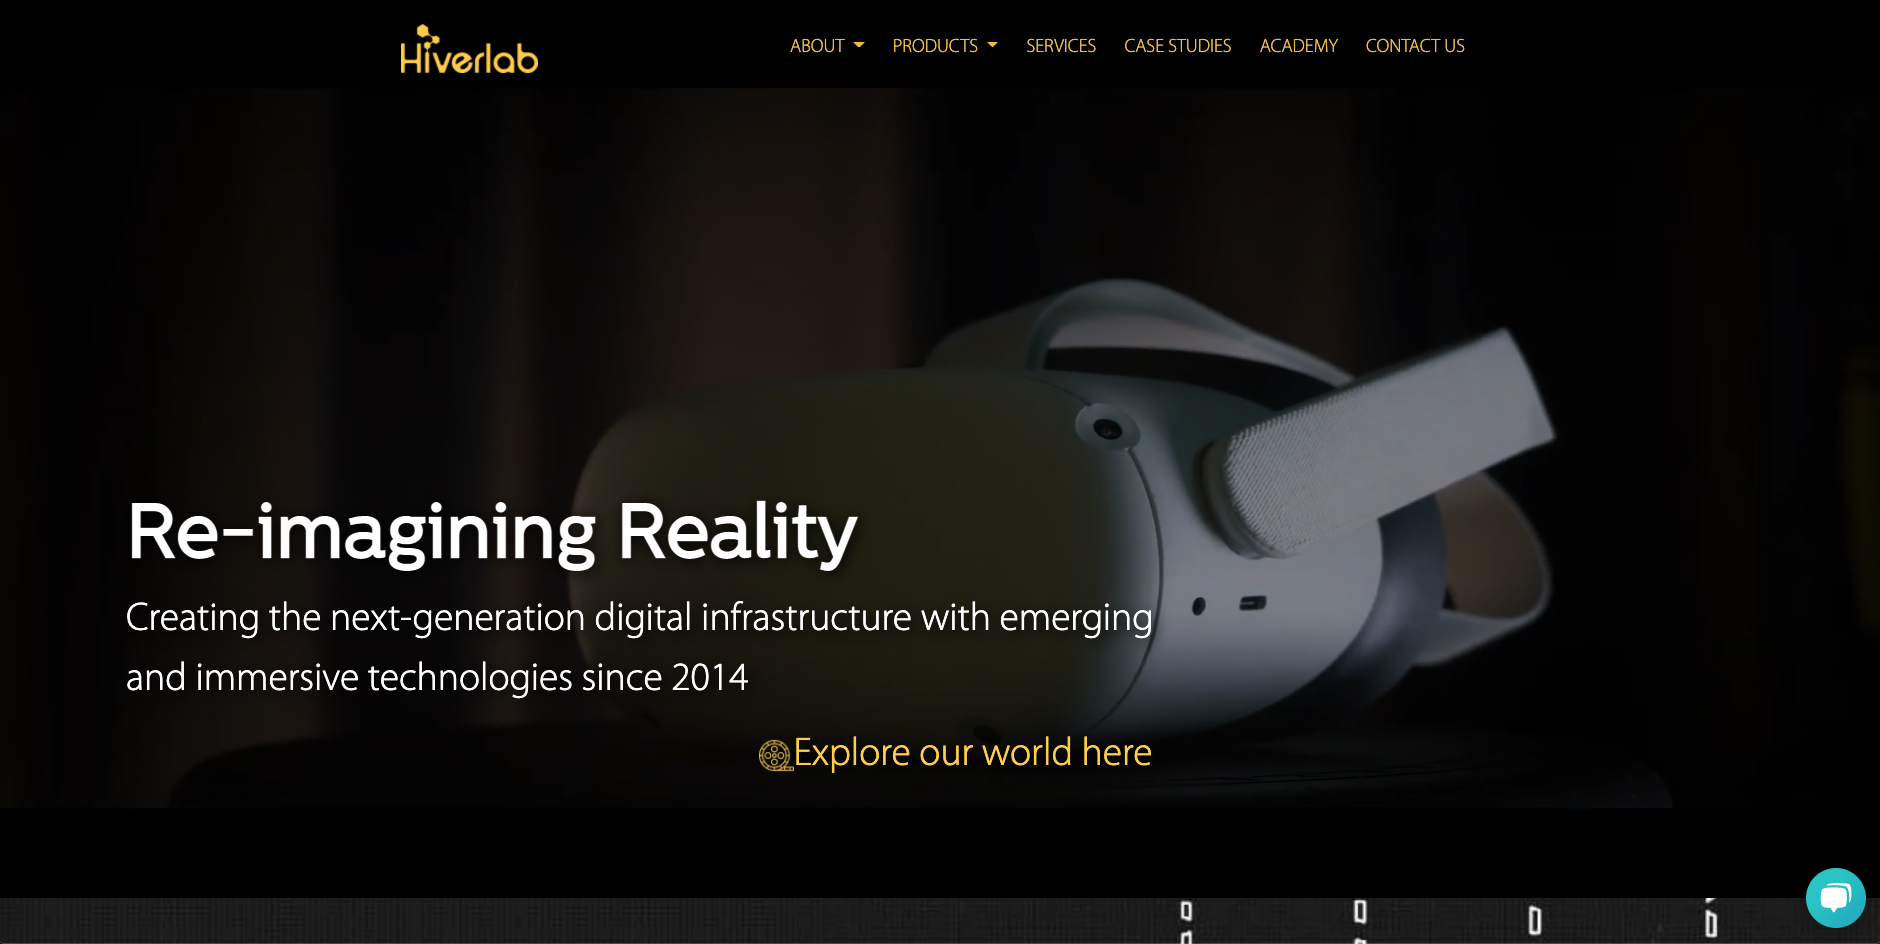 Hiverlab
ABOUT PRODUCTS SERVICES CASE STUDIES ACADEMY CONTACT US
Re-imagining Reality
Creating the next-generation digital infrastructure with emerging
and immersive technologies since 2014
Explore our world here